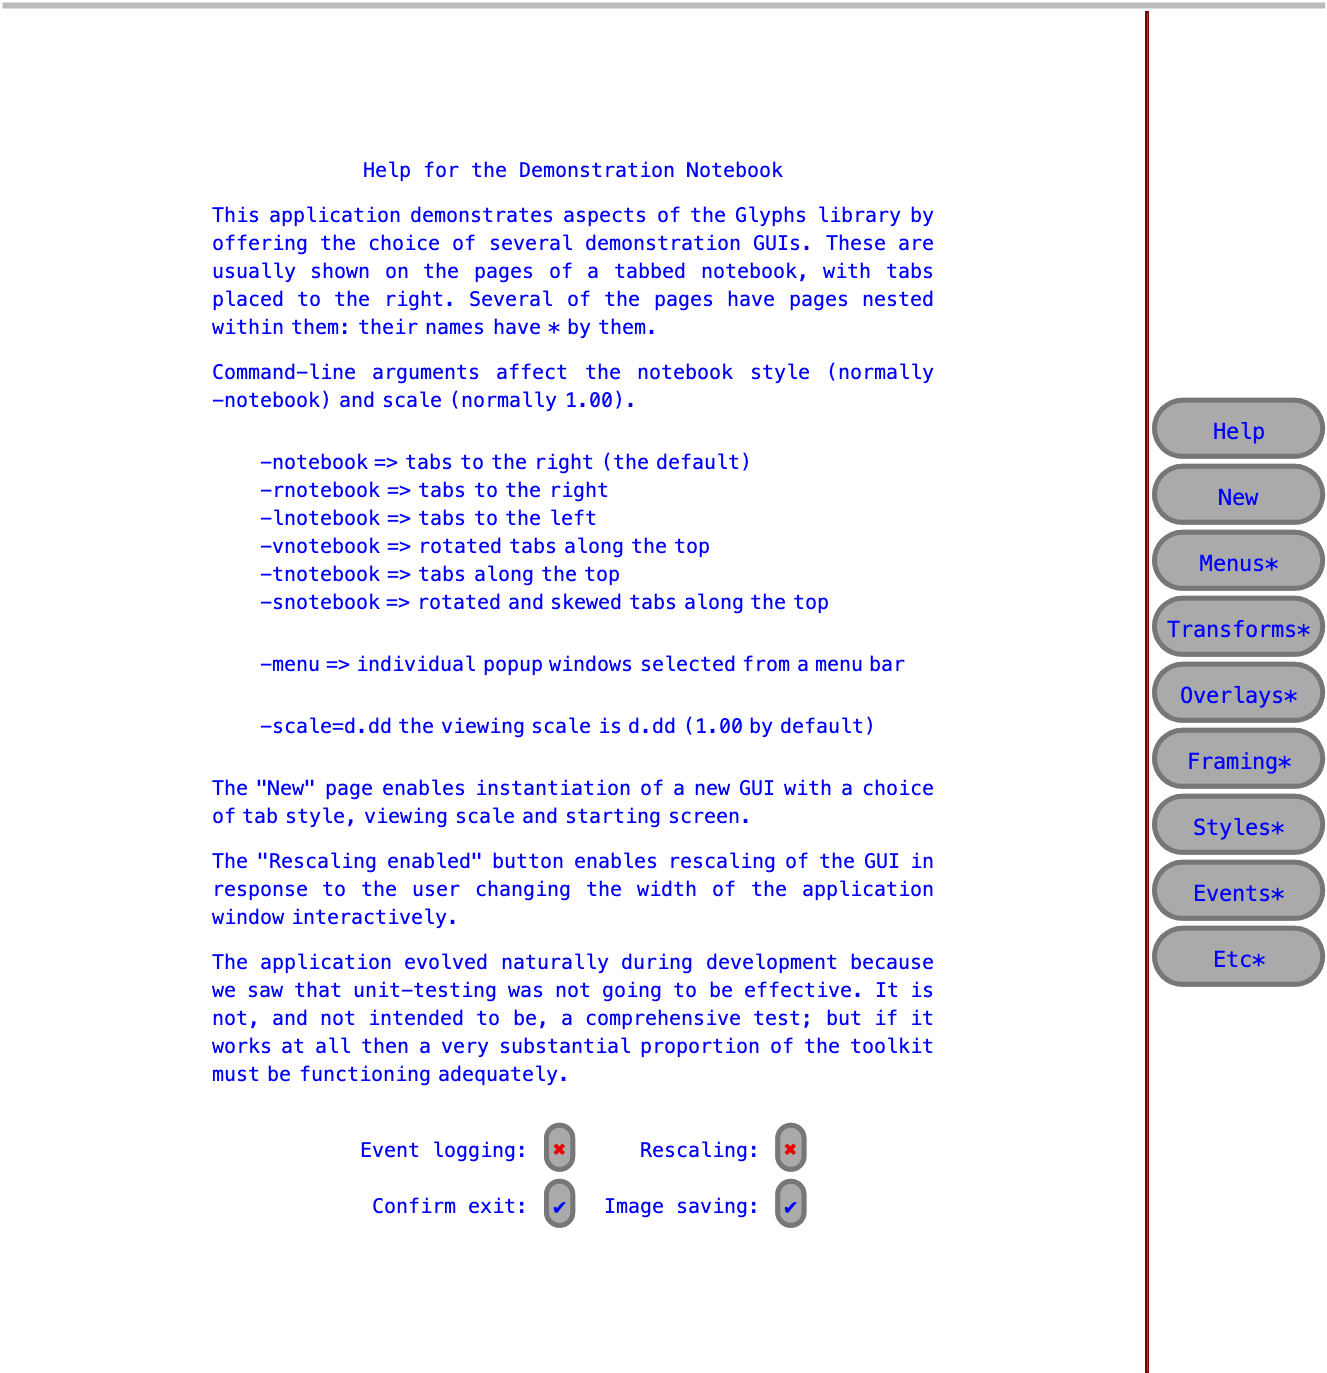 Help for the Demonstration Notebook
This application demonstrates aspects of the Glyphs library by
offering the choice of several demonstration GUIs. These are
usually shown on the pages of a tabbed notebook, with tabs
placed to the right. Several of the pages have pages nested
within them: their names have * by them.
Command-line arguments affect the notebook style (normally
-notebook) and scale (normally 1.00).
-notebook => tabs to the right (the default)
-rnotebook => tabs to the right
-lnotebook => tabs to the left
-vnotebook => rotated tabs along the top
-tnotebook => tabs along the top
-snotebook => rotated and skewed tabs along the top
-menu => individual popup windows selected from a menu bar
-scale=d.dd the viewing scale is d.dd (1.00 by default)
The "New" page enables instantiation of a new GUI with a choice
of tab style, viewing scale and starting screen.
The "Rescaling enabled" button enables rescaling of the GUI in
response to the user changing the width of the application
window interactively.
The application evolved naturally during development because
we saw that unit-testing was not going to be effective. It is
not, and not intended to be, a comprehensive test; but if it
works at all then a very substantial proportion of the toolkit
must be functioning adequately.
Event logging: ✖ Rescaling: ✖
Confirm exit: ✔ Image saving: ✔
Help
New
Menus*
Transforms*
Overlays*
Framing*
Styles*
Events*
Etc*